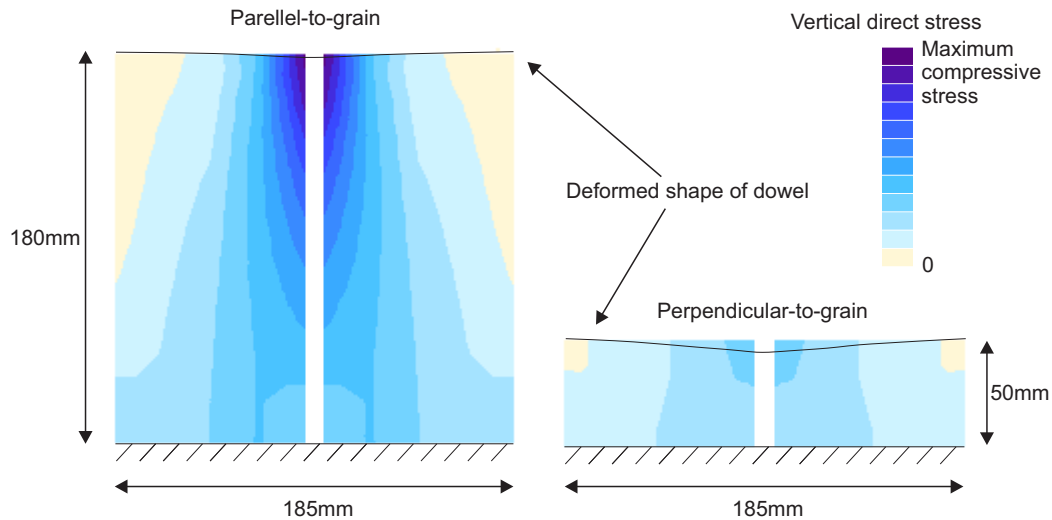 Parellel-to-grain
Vertical direct stress
Maximum
compressive
stress
0
Deformed shape of dowel
180mm
185mm
Perpendicular-to-grain
50mm
185mm